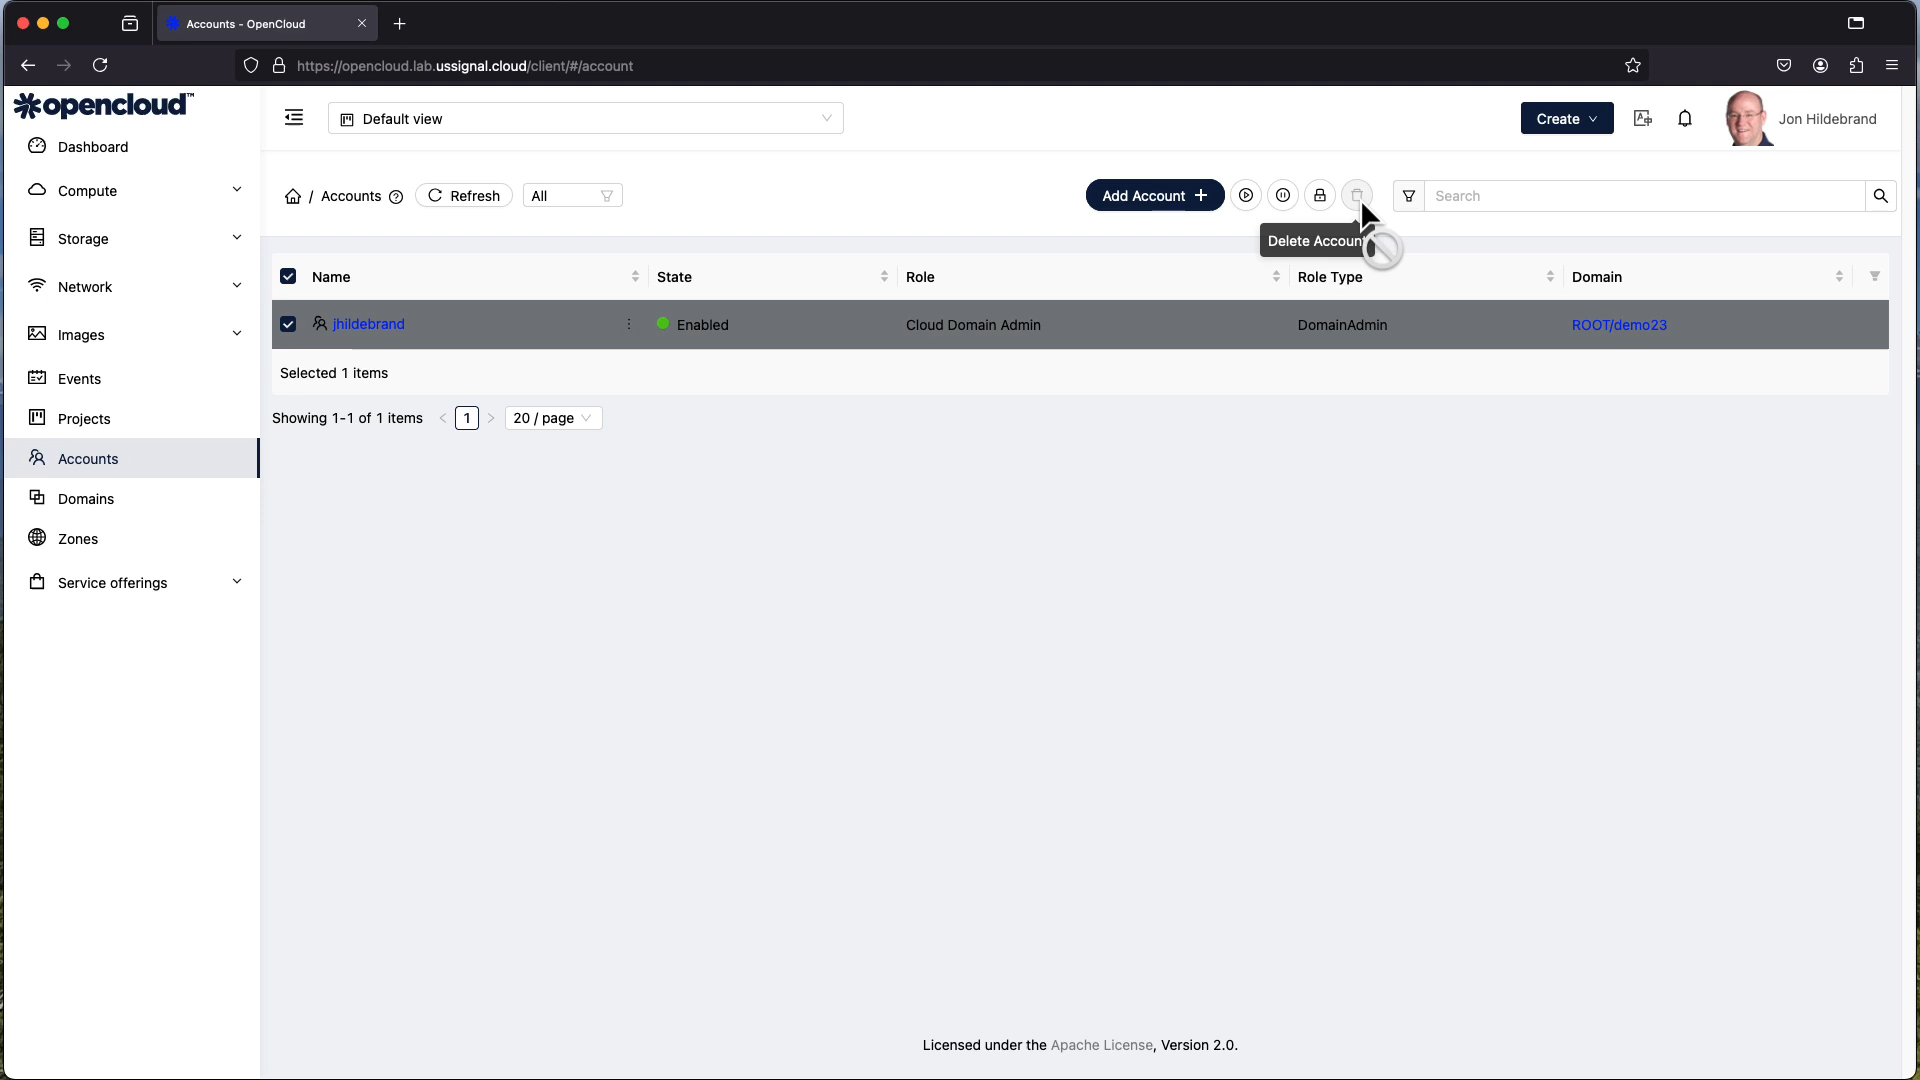 Accounts - OpenCloud
https://opencloud.lab.ussignal.cloud/client/#/account
opencloud™
Default view
Create
Jon Hildebrand
Dashboard
Compute
Storage
Network
Images
Events
Projects
Accounts
Domains
Zones
Service offerings
/ Accounts
Refresh
All
Add Account +
Search
Delete Account
Name
State
Role
Role Type
Domain
jhildebrand
Enabled
Cloud Domain Admin
DomainAdmin
ROOT/demo23
Selected 1 items
Showing 1-1 of 1 items < 1 > 20 / page
Licensed under the Apache License, Version 2.0.